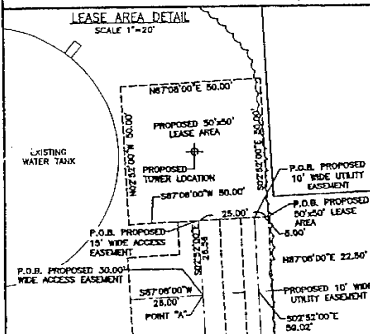 LEASE AREA DETAIL
SCALE 1"=20'
N87°08'00"E 50.00'
PROPOSED 50'x50'
LEASE AREA
N02°52'00"W 50.00'
S02°52'00"E 50.00'
EXISTING
WATER TANK
PROPOSED
TOWER LOCATION
S87°08'00"W 50.00'
P.O.B. PROPOSED
10' WIDE UTILITY
EASEMENT
25.00'
P.O.B. PROPOSED
50'x50' LEASE
AREA
5.00'
P.O.B. PROPOSED
15' WIDE ACCESS
EASEMENT
S02°52'00"E
N87°08'00"E 22.50'
P.O.B. PROPOSED 30.00'
WIDE ACCESS EASEMENT
S87°08'00"W
25.00'
POINT "A"
PROPOSED 10' WIDE
UTILITY EASEMENT
S02°52'00"E
59.02'